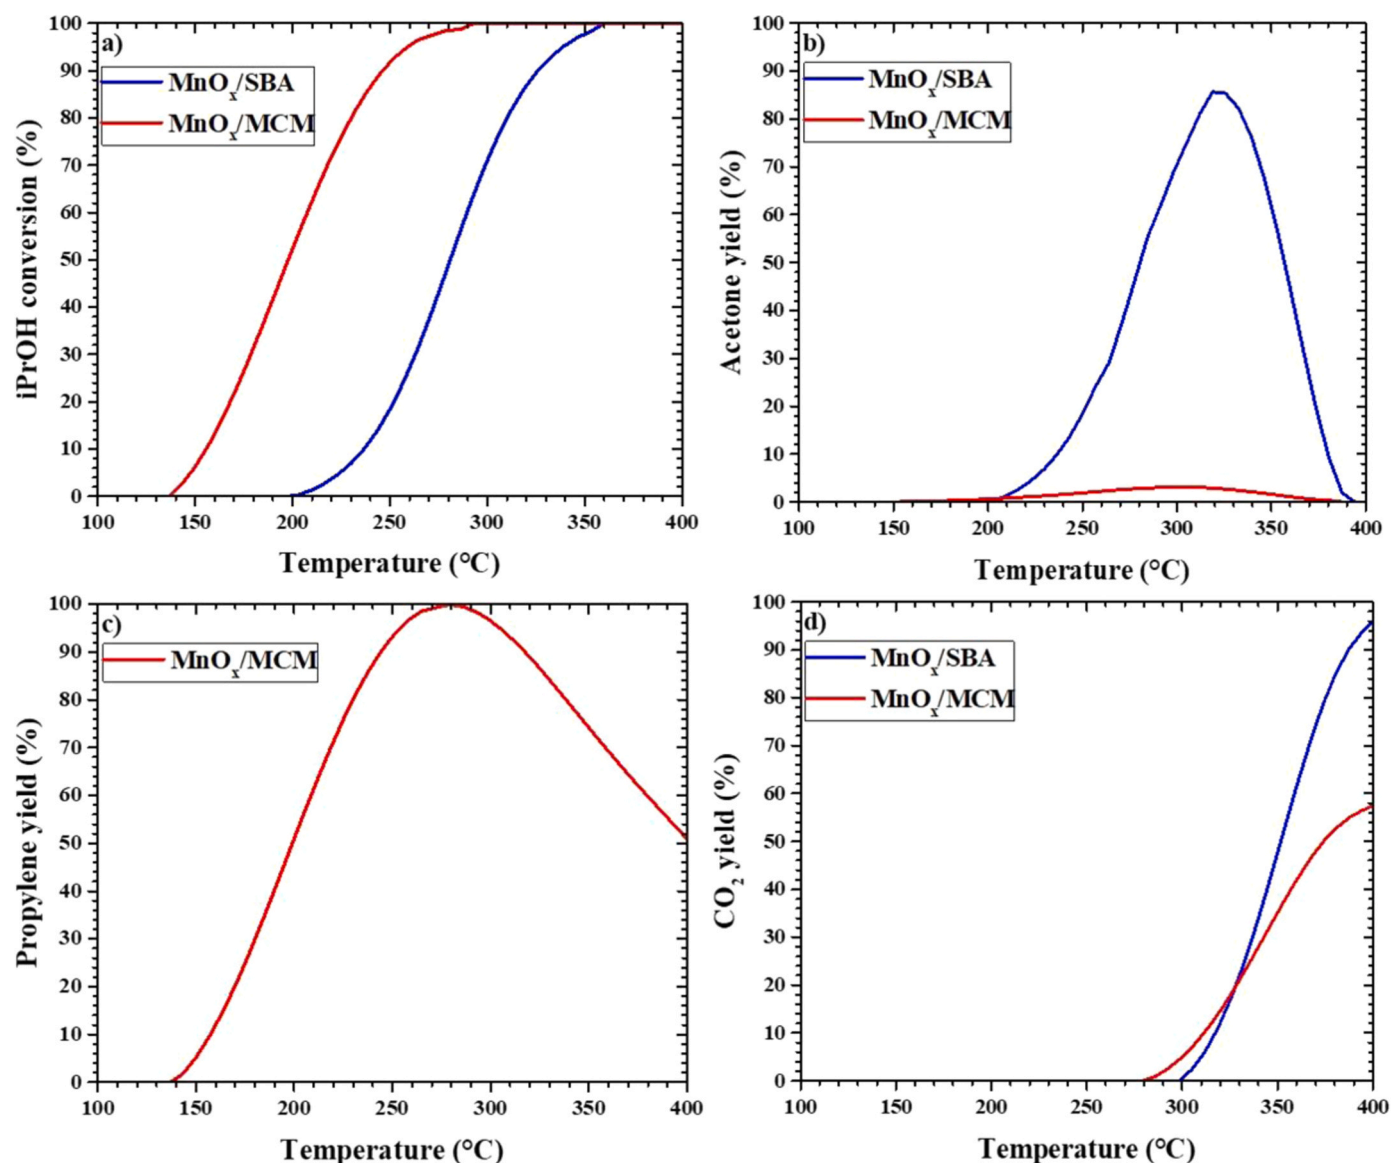 a)
MnOₓ/SBA
MnOₓ/MCM
iPrOH conversion (%)
100
90
80
70
60
50
40
30
20
10
0
100 150 200 250 300 350 400
Temperature (°C)
b)
MnOₓ/SBA
MnOₓ/MCM
Acetone yield (%)
100
90
80
70
60
50
40
30
20
10
0
100 150 200 250 300 350 400
Temperature (°C)
c)
MnOₓ/MCM
Propylene yield (%)
100
90
80
70
60
50
40
30
20
10
0
100 150 200 250 300 350 400
Temperature (°C)
d)
MnOₓ/SBA
MnOₓ/MCM
CO₂ yield (%)
100
90
80
70
60
50
40
30
20
10
0
100 150 200 250 300 350 400
Temperature (°C)